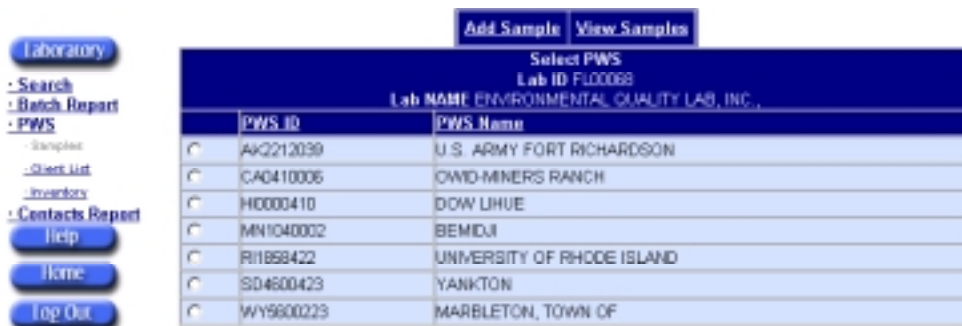 Add Sample View Samples
Laboratory
Select PWS
Lab ID FL00068
Lab NAME ENVIRONMENTAL QUALITY LAB, INC.,
· Search
· Batch Report
· PWS
· Samples
· Client List
· Inventory
· Contacts Report
Help
Home
Log Out
PWS ID PWS Name
AK2212039 U.S. ARMY FORT RICHARDSON
CA0410006 OWID-MINERS RANCH
HI0000410 DOW LIHUE
MN1040002 BEMIDJI
RI1858422 UNIVERSITY OF RHODE ISLAND
SD4600423 YANKTON
WY5600223 MARBLETON, TOWN OF